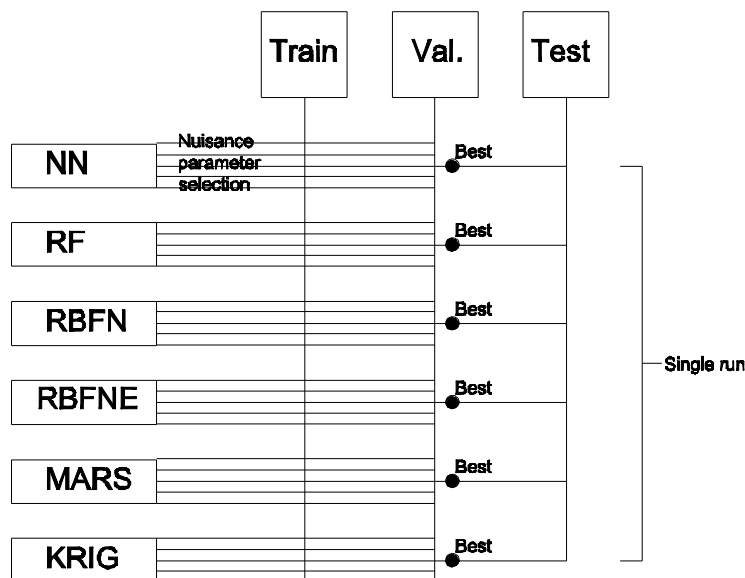 Train
Val.
Test
NN
Nuisance
parameter
selection
Best
RF
Best
RBFN
Best
Single run
RBFNE
Best
MARS
Best
KRIG
Best